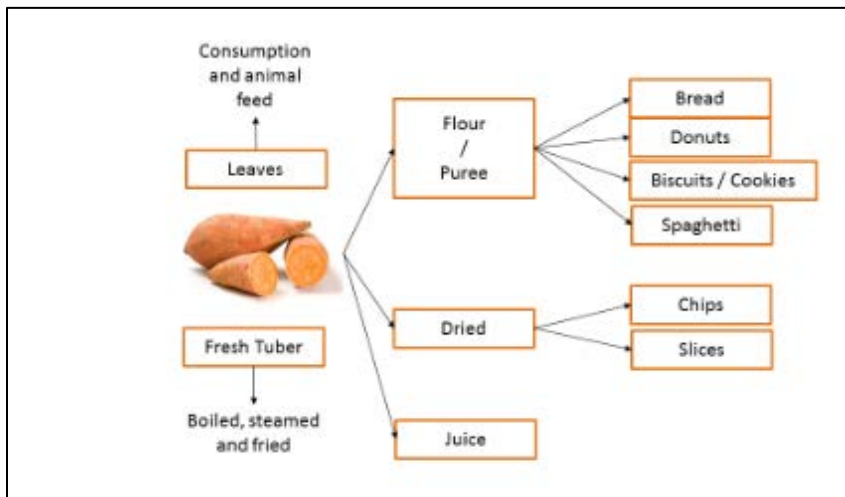 Consumption
and animal
feed
Leaves
Fresh Tuber
Boiled, steamed
and fried
Flour
/
Puree
Dried
Juice
Bread
Donuts
Biscuits / Cookies
Spaghetti
Chips
Slices